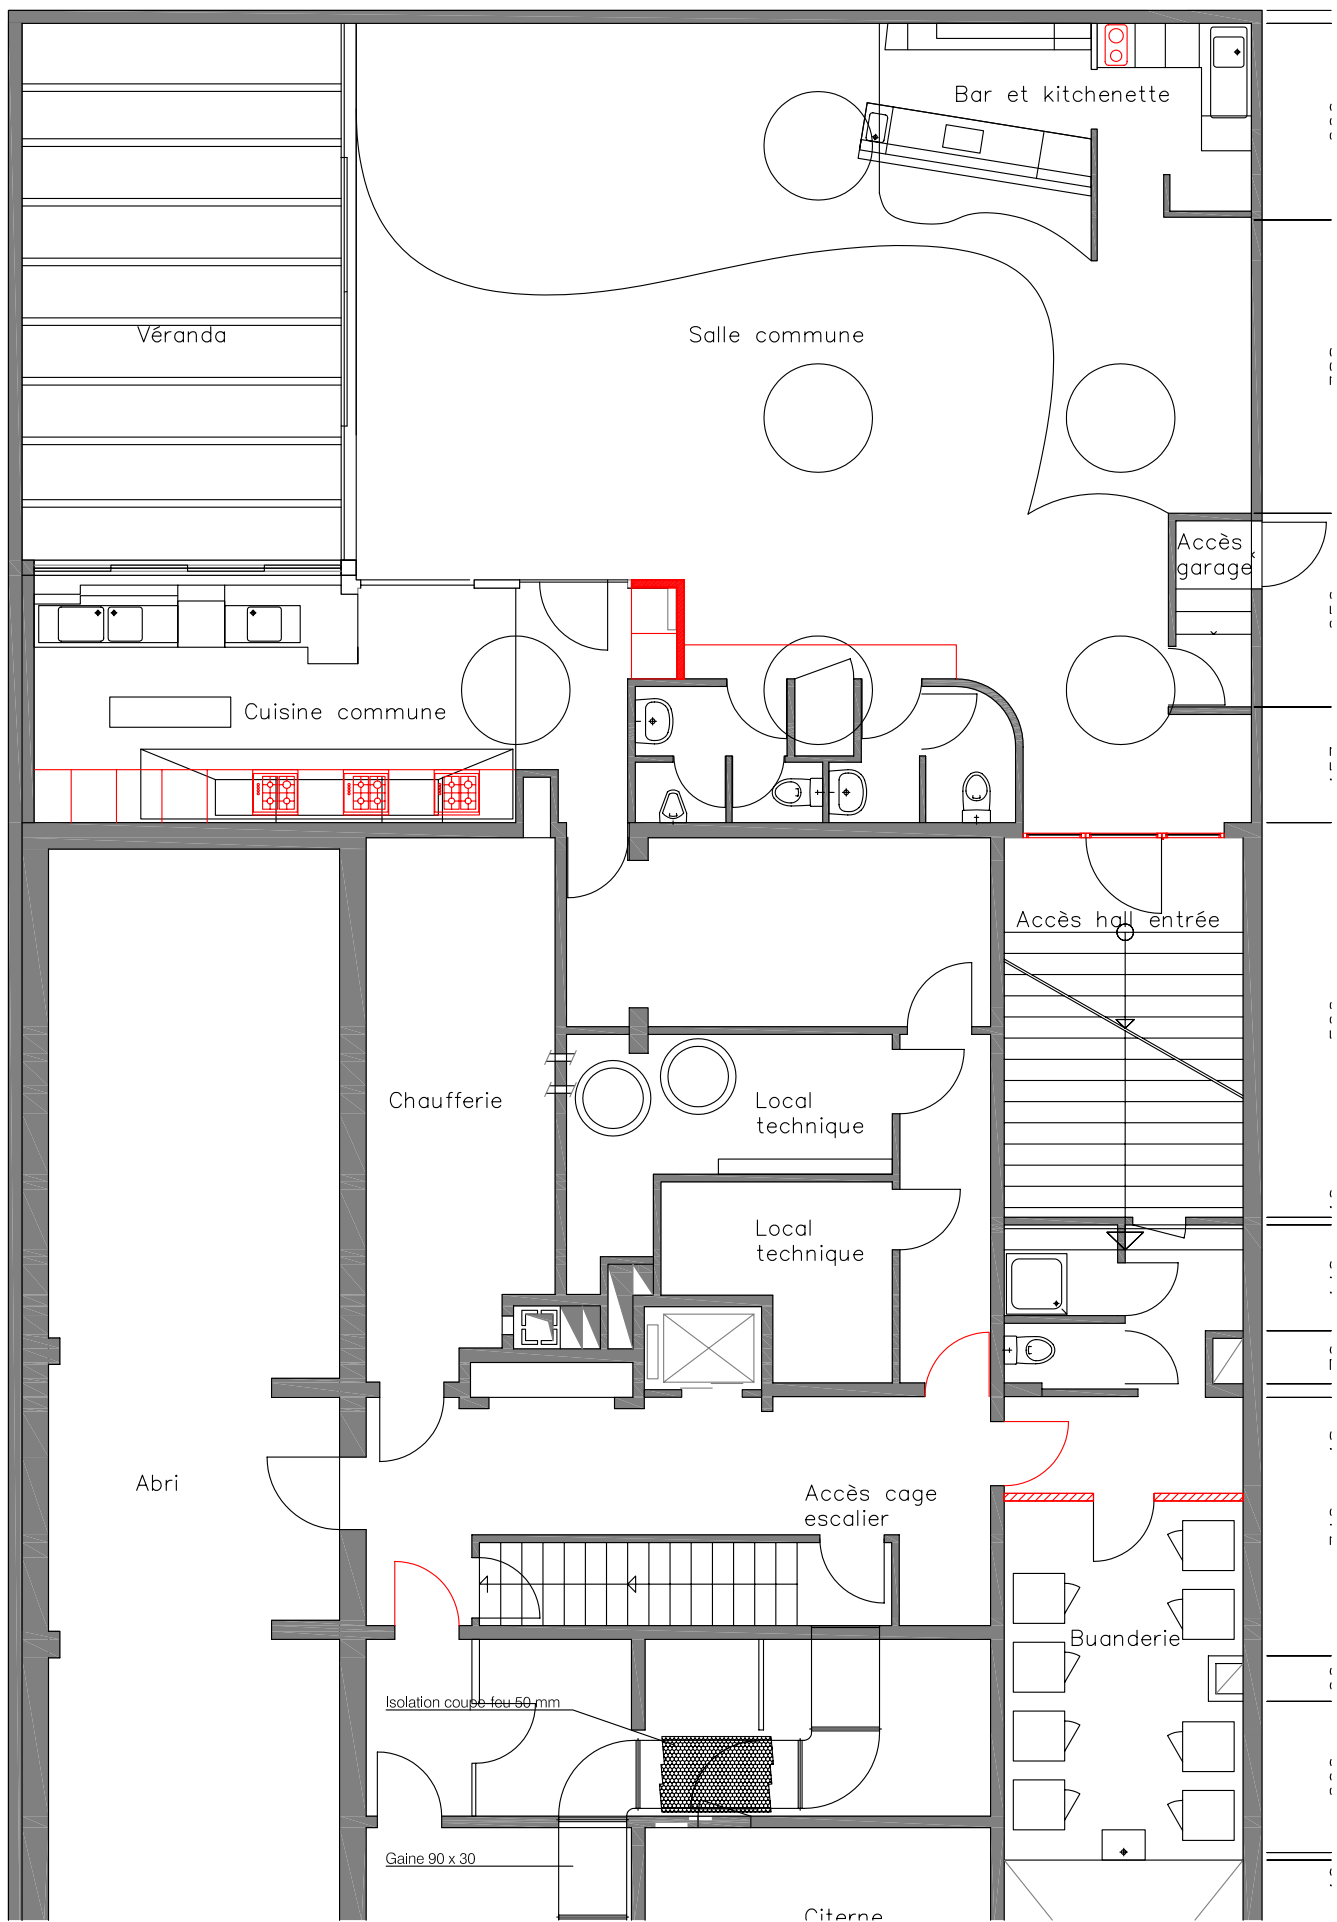 Bar et kitchenette
Véranda
Salle commune
Accès
garage
Cuisine commune
Accès hall entrée
Chaufferie
Local
technique
Local
technique
Abri
Accès cage
escalier
Buanderie
Isolation coupe feu 50 mm
Gaine 90 x 30
Citerne